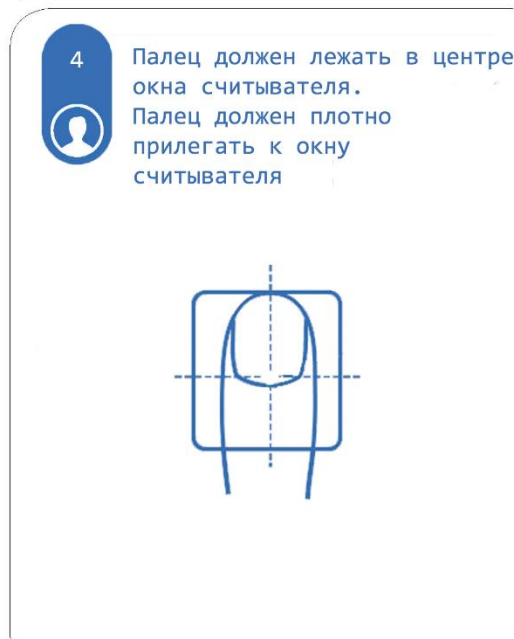 4
Палец должен лежать в центре
окна считывателя.
Палец должен плотно
прилегать к окну
считывателя